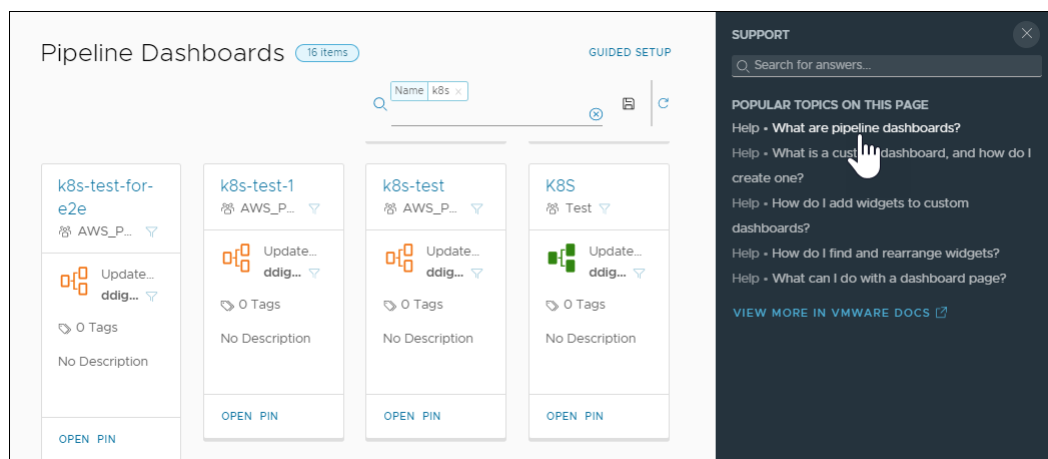 Pipeline Dashboards 16 items
GUIDED SETUP
Name k8s ×
k8s-test-for-
e2e
AWS_P...
Update...
ddig...
0 Tags
No Description
OPEN PIN
k8s-test-1
AWS_P...
Update...
ddig...
0 Tags
No Description
OPEN PIN
k8s-test
AWS_P...
Update...
ddig...
0 Tags
No Description
OPEN PIN
K8S
Test
Update...
ddig...
0 Tags
No Description
OPEN PIN
SUPPORT
Search for answers...
POPULAR TOPICS ON THIS PAGE
Help • What are pipeline dashboards?
Help • What is a dashboard, and how do I
create one?
Help • How do I add widgets to custom
dashboards?
Help • How do I find and rearrange widgets?
Help • What can I do with a dashboard page?
VIEW MORE IN VMWARE DOCS